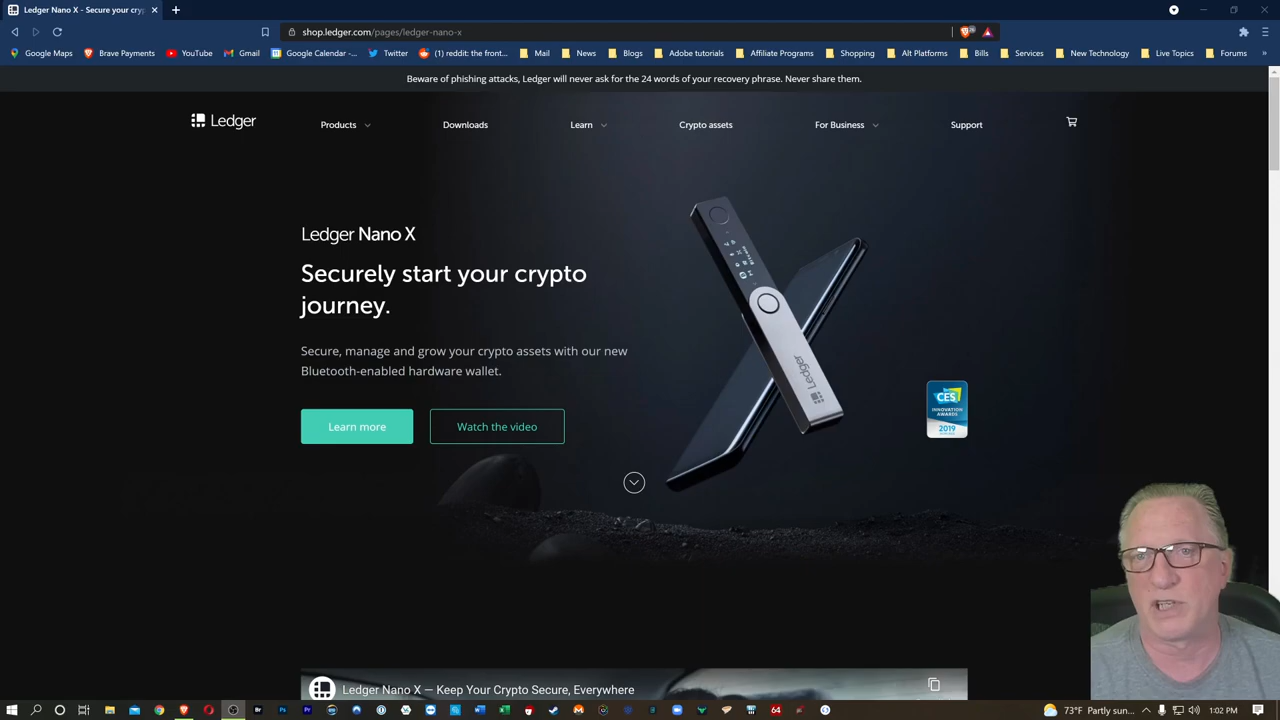 Ledger Nano X - Secure your cry
shop.ledger.com/pages/ledger-nano-x
Google Maps Brave Payments YouTube Gmail Google Calendar -... Twitter (1) reddit: the front... Mail News Blogs Adobe tutorials Affiliate Programs Shopping Alt Platforms Bills Services New Technology Live Topics Forums »
Beware of phishing attacks, Ledger will never ask for the 24 words of your recovery phrase. Never share them.
Ledger Products Downloads Learn Crypto assets For Business Support
Ledger Nano X
Securely start your crypto
journey.
Secure, manage and grow your crypto assets with our new
Bluetooth-enabled hardware wallet.
Learn more Watch the video
Ledger
CES
INNOVATION
AWARDS
2019
Ledger Nano X — Keep Your Crypto Secure, Everywhere
Br Ps Pr 64 73°F Partly sun... 1:02 PM